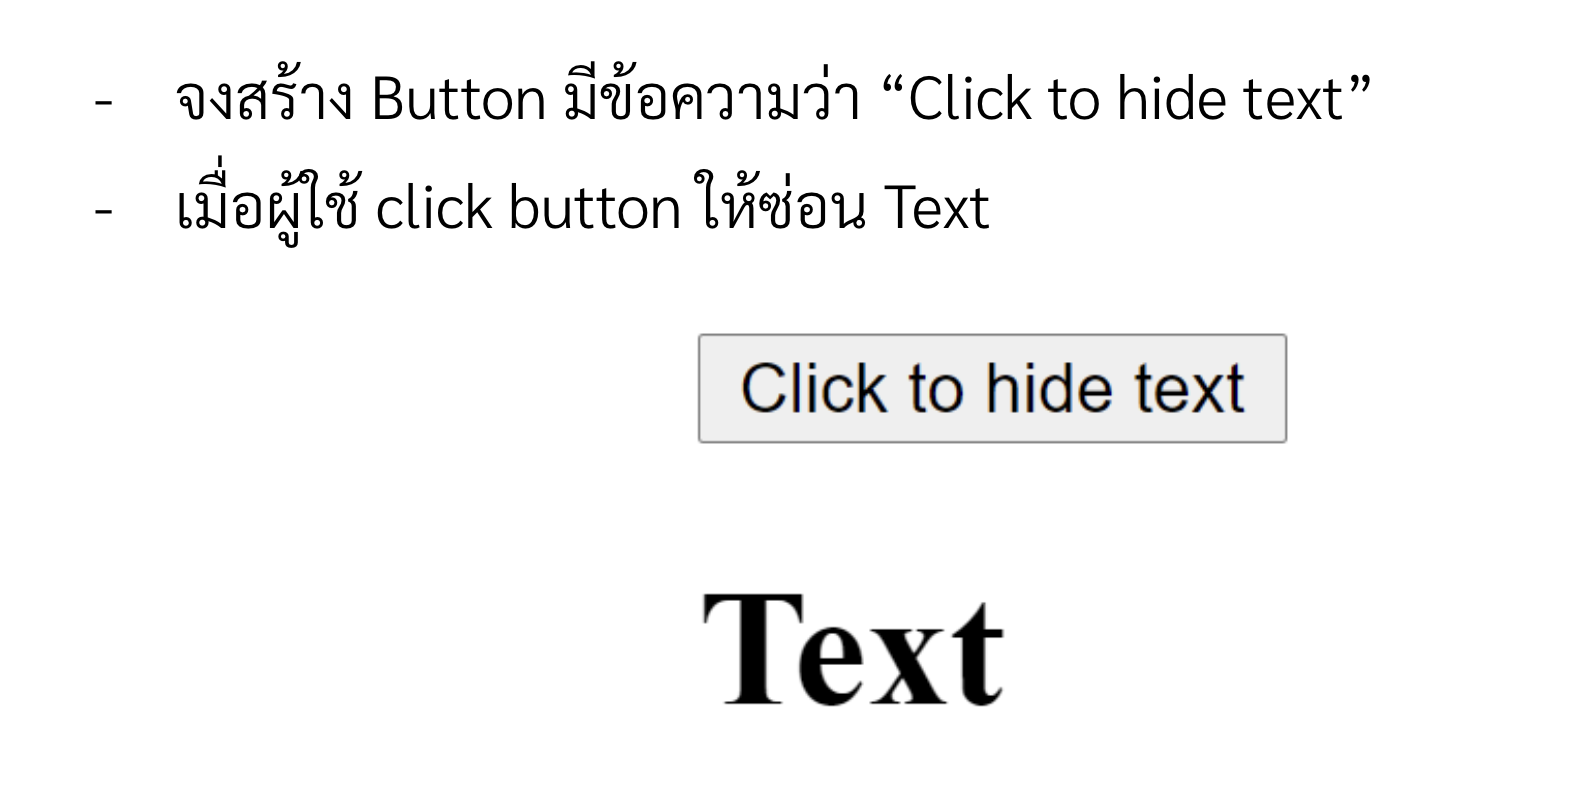 - จงสร้าง Button มีข้อความว่า “Click to hide text”
- เมื่อผู้ใช้ click button ให้ซ่อน Text
Click to hide text
Text